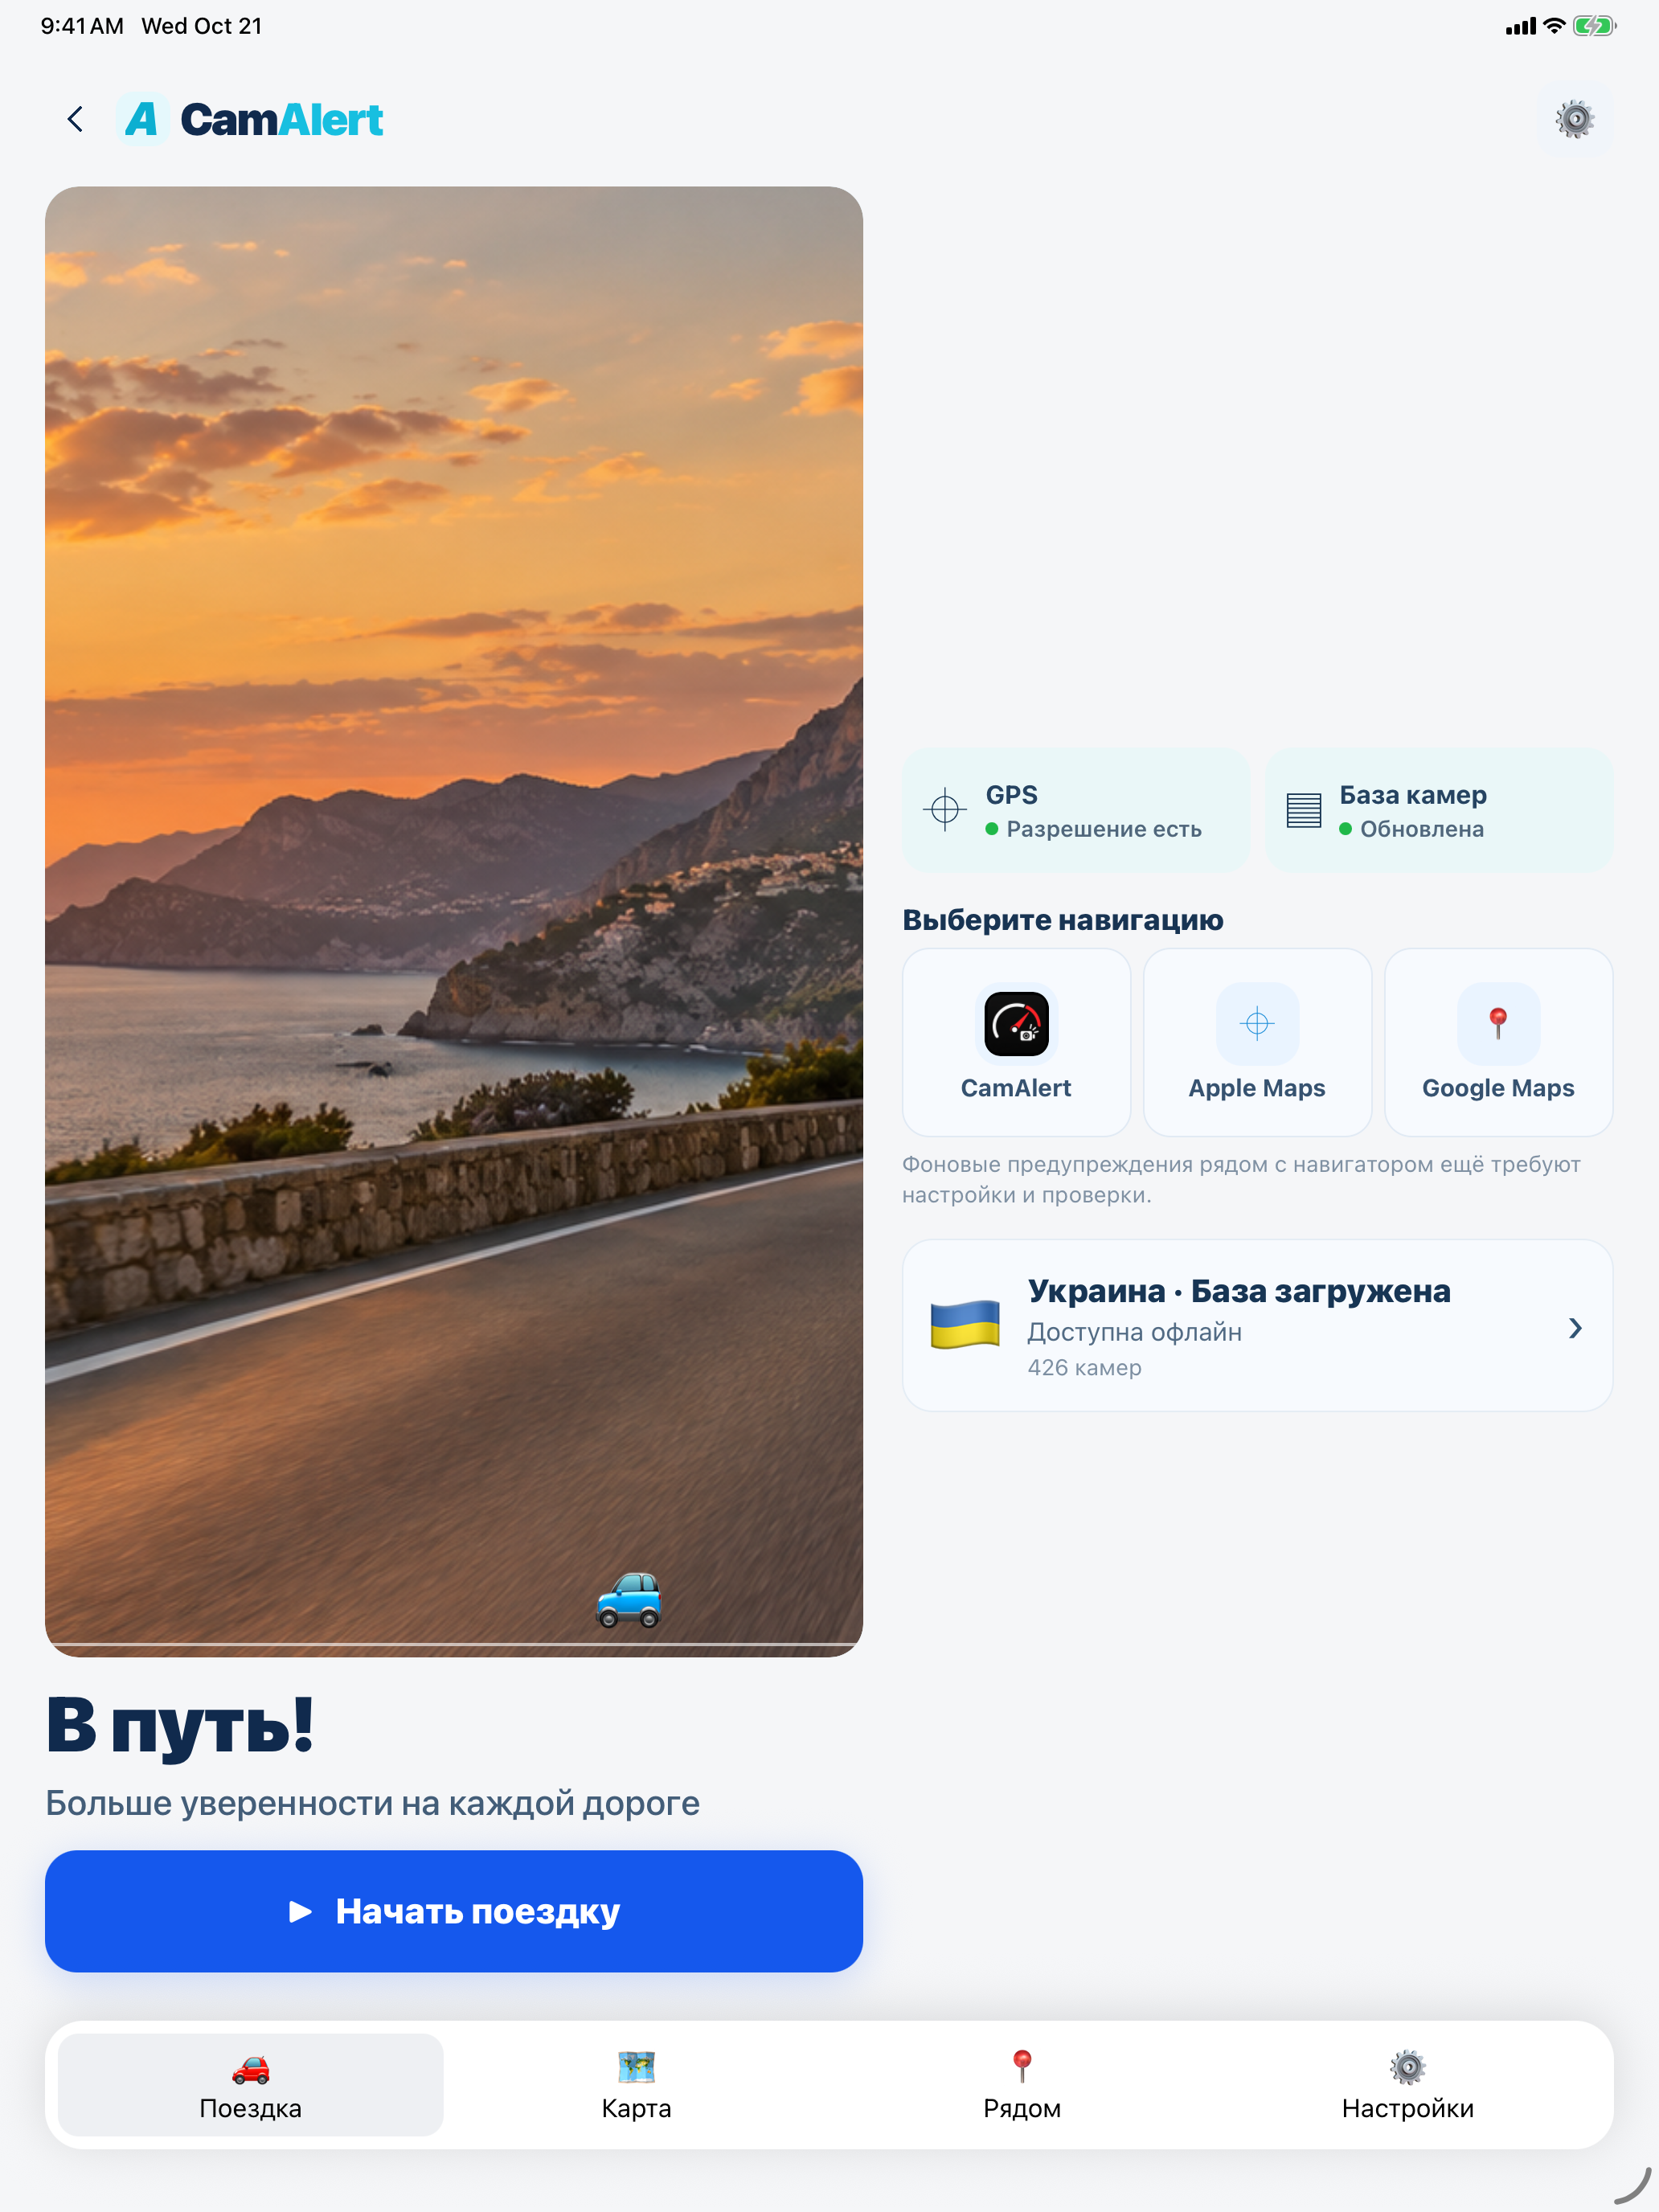 9:41 AM Wed Oct 21
A CamAlert
GPS
Разрешение есть
База камер
Обновлена
Выберите навигацию
CamAlert
Apple Maps
Google Maps
Фоновые предупреждения рядом с навигатором ещё требуют
настройки и проверки.
Украина · База загружена
Доступна офлайн
426 камер
В путь!
Больше уверенности на каждой дороге
Начать поездку
Поездка
Карта
Рядом
Настройки